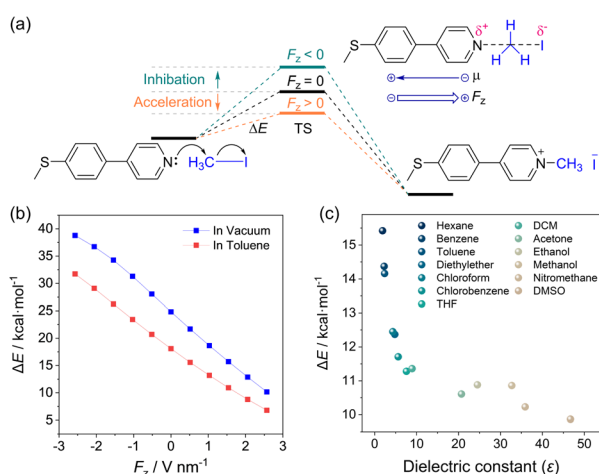 (a)
Inhibation
Acceleration
F_z < 0
F_z = 0
F_z > 0
ΔE
TS
S
N:
H₃C
I
δ⁺
δ⁻
S
N
C
H
H
H
I
⊕ ⊖ μ
⊖ ⊕ F_z
S
N⁺
CH₃
I⁻
(b)
In Vacuum
In Toluene
ΔE / kcal·mol⁻¹
40
35
30
25
20
15
10
5
-3 -2 -1 0 1 2 3
F_z / V nm⁻¹
(c)
Hexane
Benzene
Toluene
Diethylether
Chloroform
Chlorobenzene
THF
DCM
Acetone
Ethanol
Methanol
Nitromethane
DMSO
ΔE / kcal·mol⁻¹
15
14
13
12
11
10
0 10 20 30 40 50
Dielectric constant (ε)